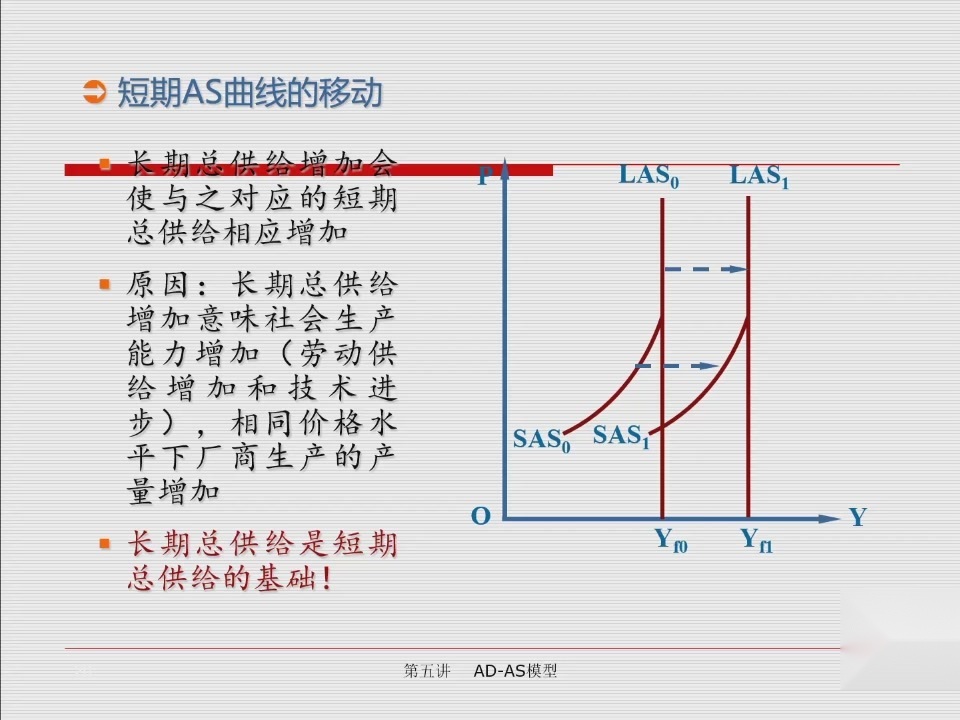 短期AS曲线的移动
长期总供给增加会
使与之对应的短期
总供给相应增加
原因：长期总供给
增加意味社会生产
能力增加（劳动供
给增加和技术进
步），相同价格水
平下厂商生产的产
量增加
长期总供给是短期
总供给的基础！
P
LAS0
LAS1
SAS0
SAS1
O
Y
Yf0
Yf1
第五讲 AD-AS模型